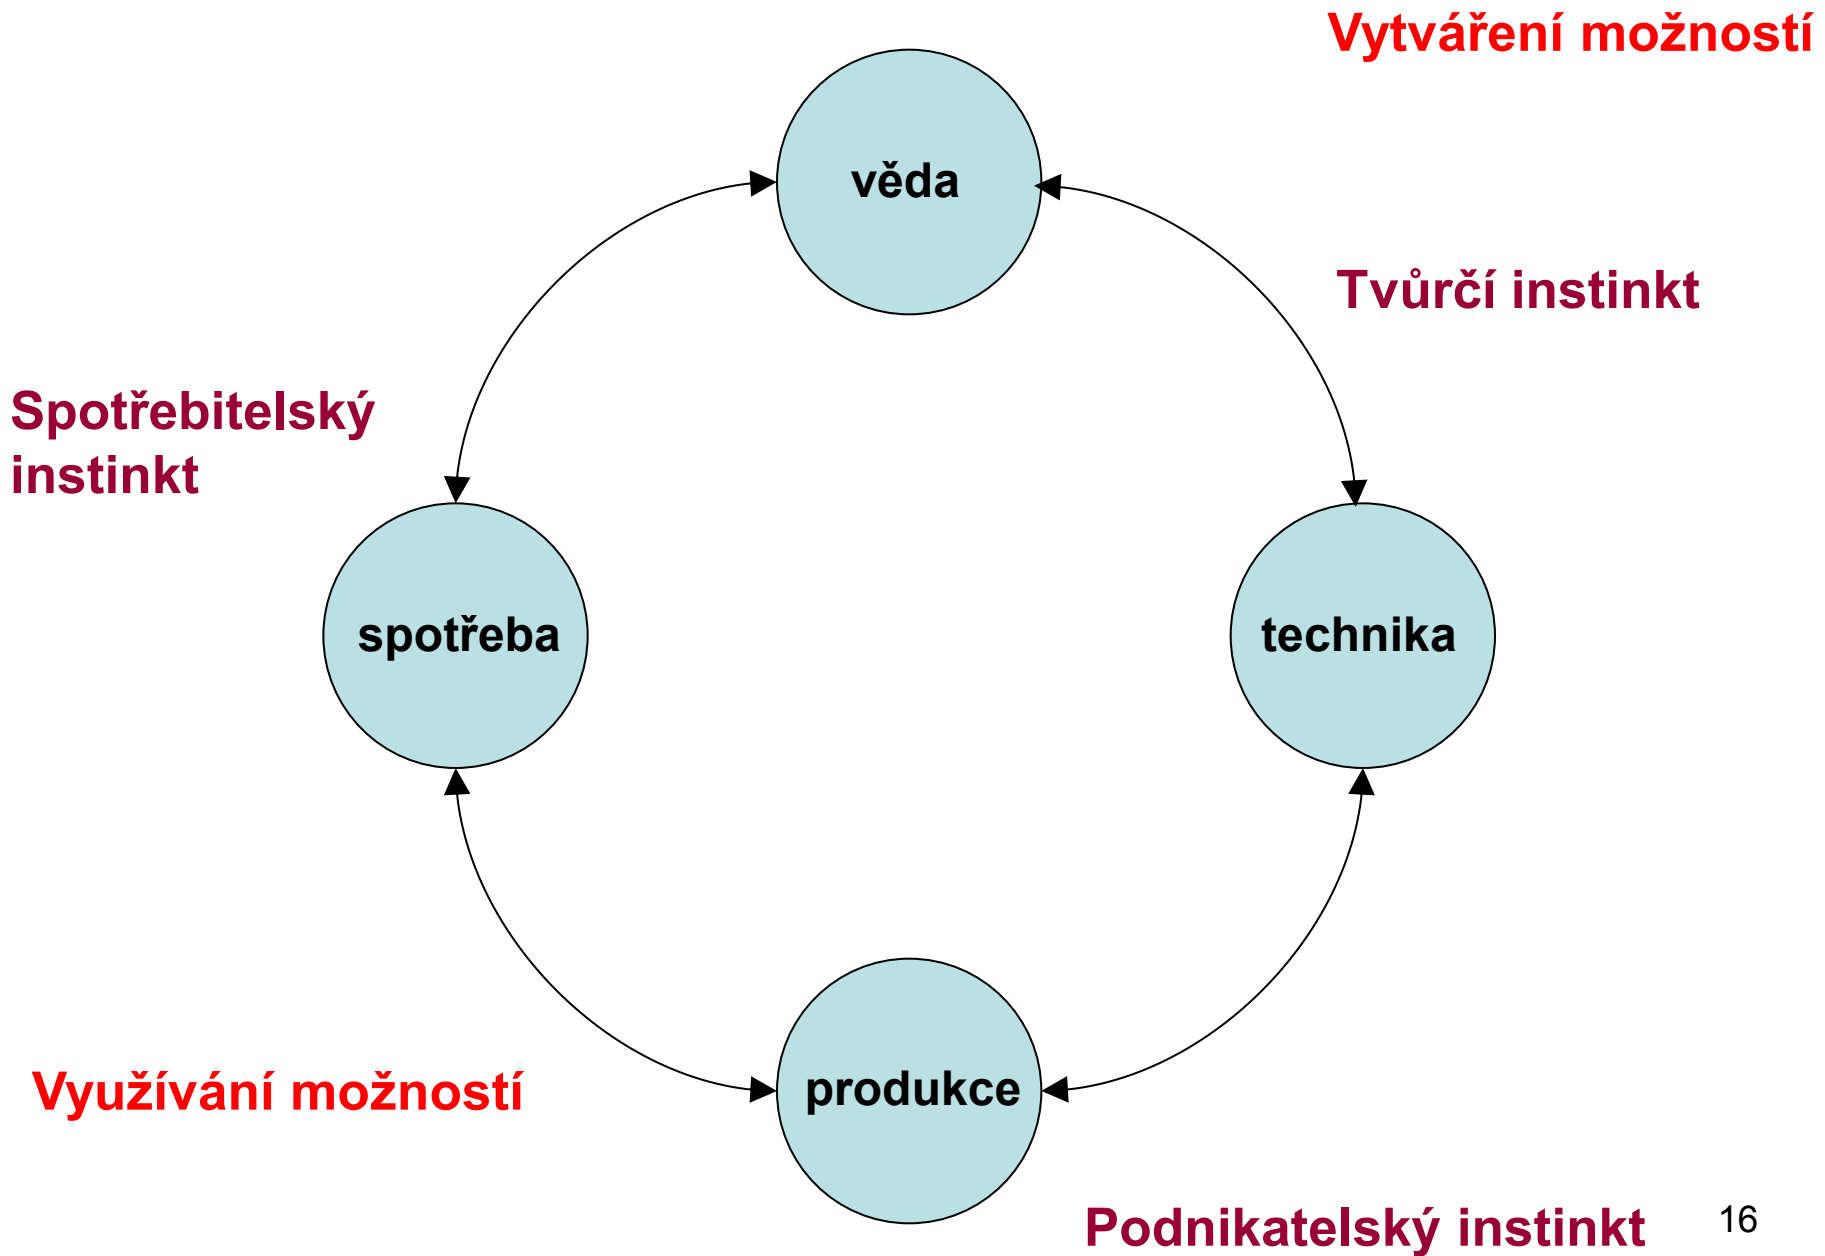 Vytváření možností
věda
Tvůrčí instinkt
Spotřebitelský
instinkt
spotřeba
technika
Využívání možností
produkce
Podnikatelský instinkt
16